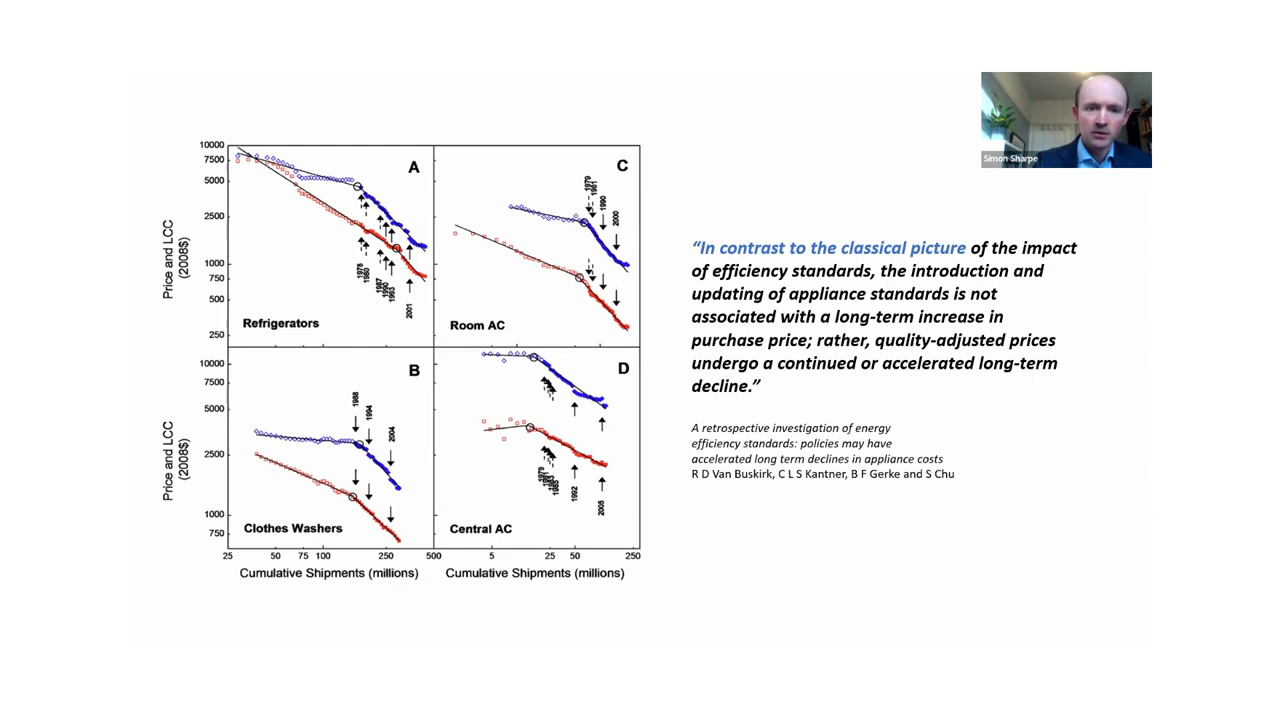 Simon Sharpe
10000
7500
5000
2500
1000
750
500
250
Price and LCC
(2008$)
A
1978
1980
1987
1990
1993
2001
Refrigerators
C
1979
1981
1990
2000
Room AC
10000
7500
5000
2500
1000
750
Price and LCC
(2008$)
B
1988
1994
2004
Clothes Washers
D
1979
1981
1983
1985
1992
2005
Central AC
25 50 75 100 250 500
5 25 50 250
Cumulative Shipments (millions)
Cumulative Shipments (millions)
“In contrast to the classical picture of the impact
of efficiency standards, the introduction and
updating of appliance standards is not
associated with a long-term increase in
purchase price; rather, quality-adjusted prices
undergo a continued or accelerated long-term
decline.”
A retrospective investigation of energy
efficiency standards: policies may have
accelerated long term declines in appliance costs
R D Van Buskirk, C L S Kantner, B F Gerke and S Chu